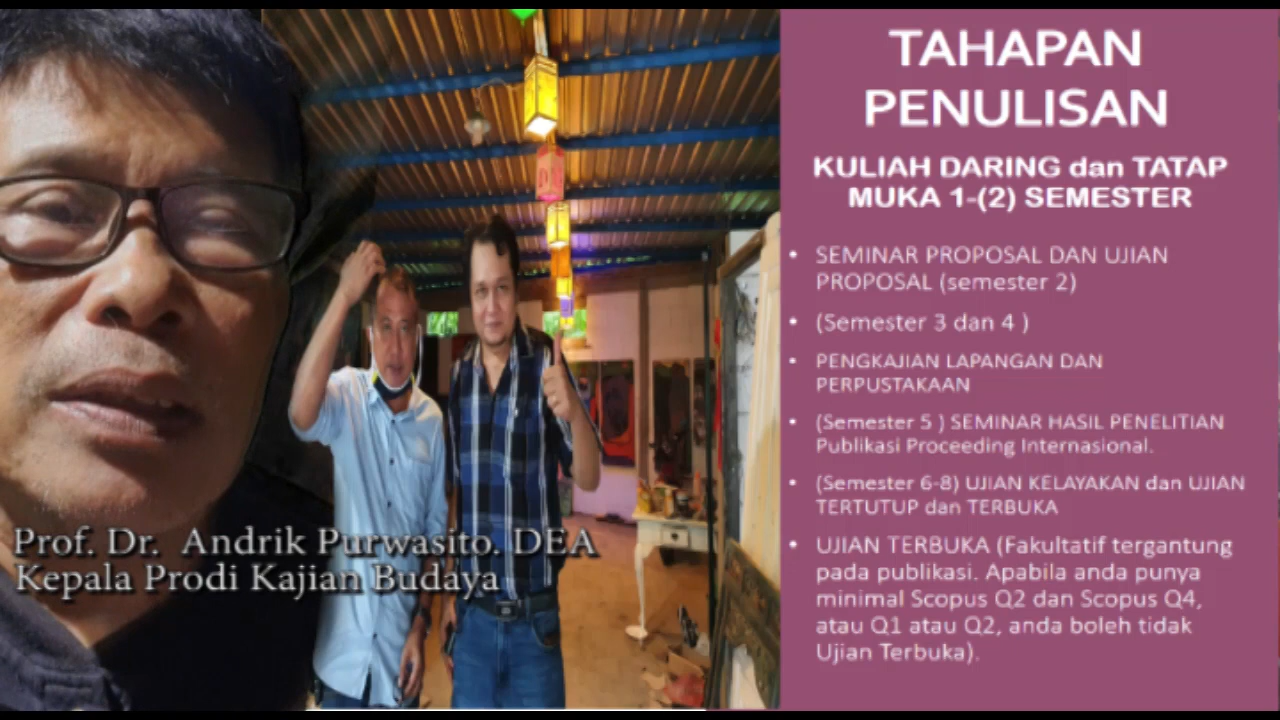 TAHAPAN
PENULISAN
KULIAH DARING dan TATAP
MUKA 1-(2) SEMESTER
• SEMINAR PROPOSAL DAN UJIAN
PROPOSAL (semester 2)
• (Semester 3 dan 4 )
• PENGKAJIAN LAPANGAN DAN
PERPUSTAKAAN
• (Semester 5 ) SEMINAR HASIL PENELITIAN
Publikasi Proceeding Internasional.
• (Semester 6-8) UJIAN KELAYAKAN dan UJIAN
TERTUTUP dan TERBUKA
• UJIAN TERBUKA (Fakultatif tergantung
pada publikasi. Apabila anda punya
minimal Scopus Q2 dan Scopus Q4,
atau Q1 atau Q2, anda boleh tidak
Ujian Terbuka).
Prof. Dr. Andrik Purwasito. DEA
Kepala Prodi Kajian Budaya